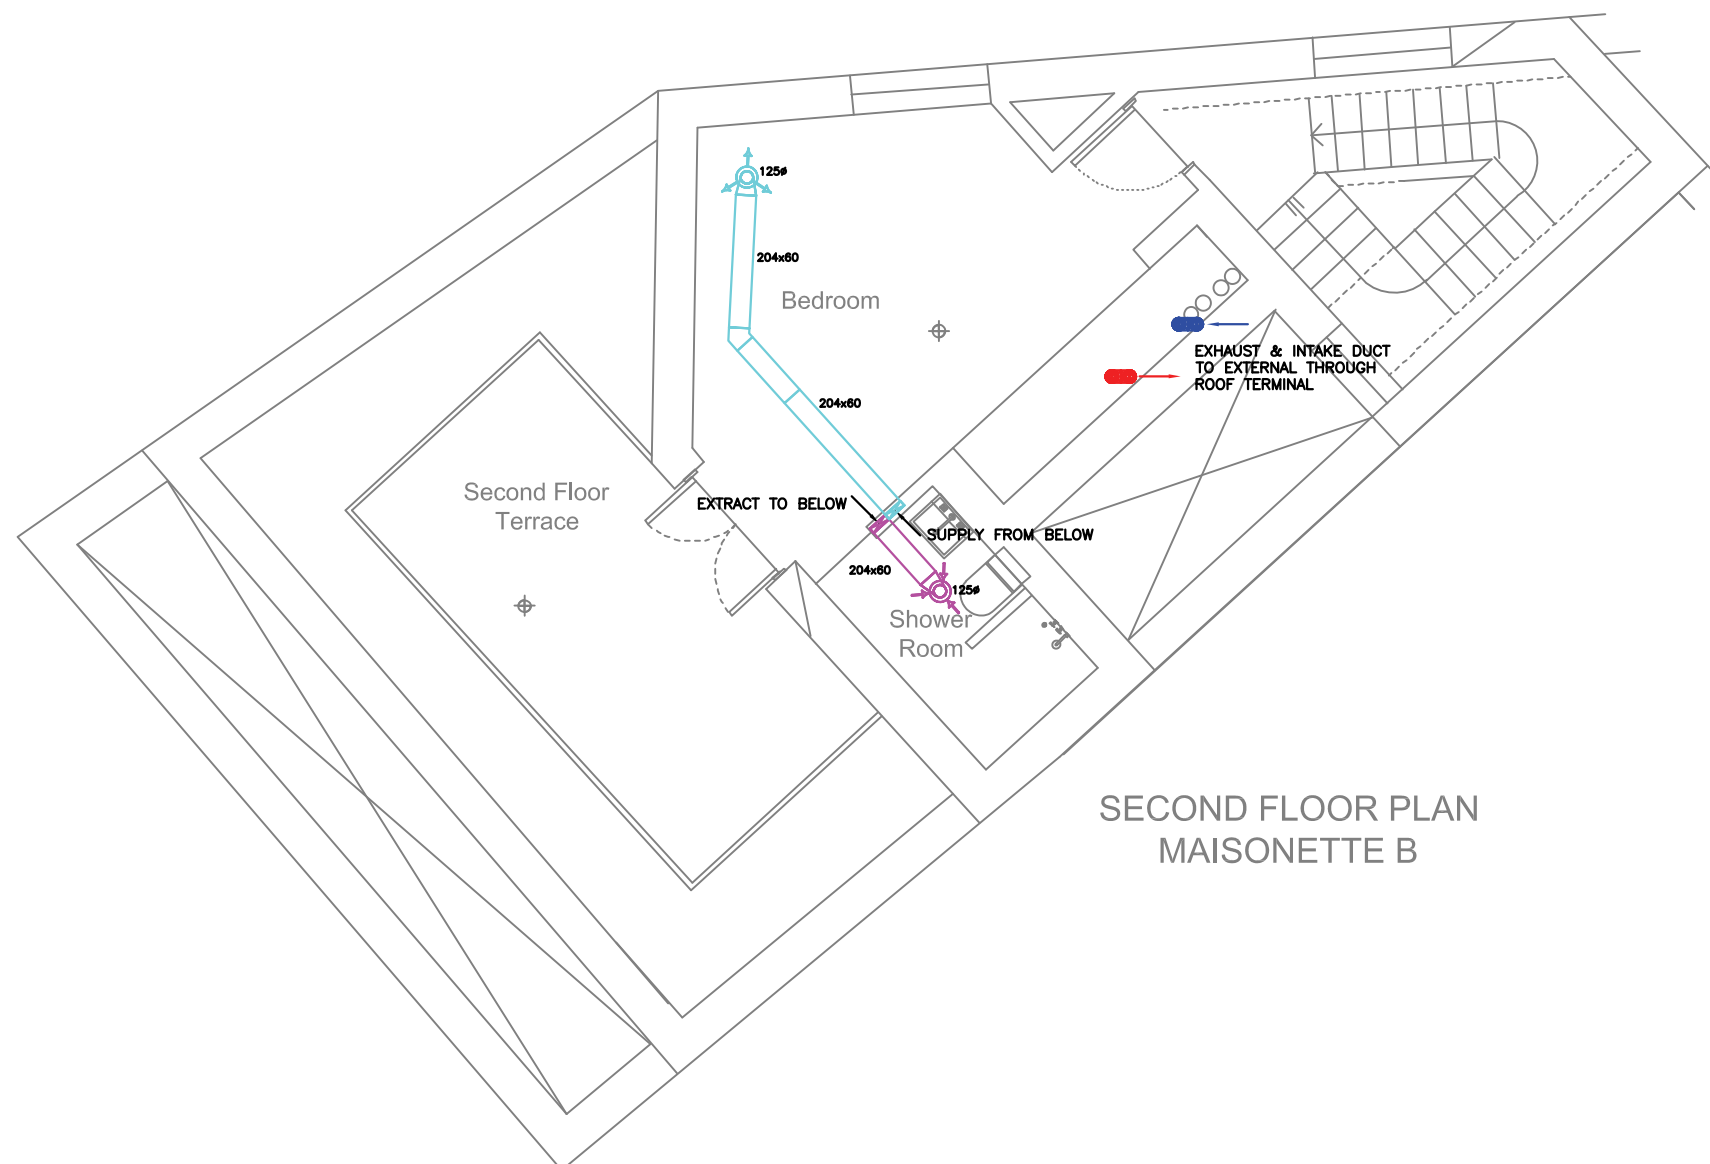 125ø
204x60
Bedroom
EXHAUST & INTAKE DUCT
TO EXTERNAL THROUGH
ROOF TERMINAL
204x60
Second Floor
Terrace
EXTRACT TO BELOW
SUPPLY FROM BELOW
204x60
125ø
Shower
Room
SECOND FLOOR PLAN
MAISONETTE B